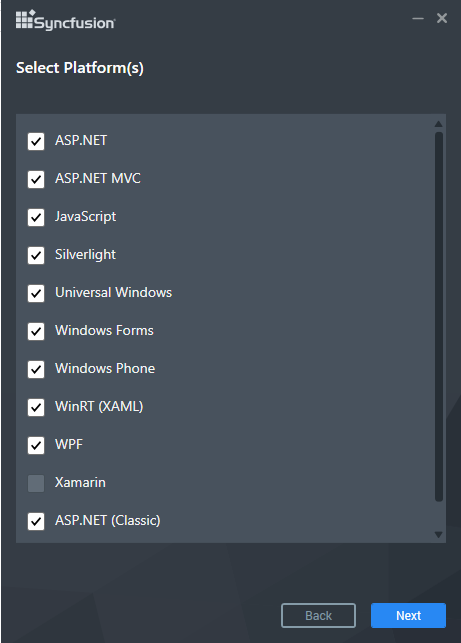 Syncfusion
Select Platform(s)
ASP.NET
ASP.NET MVC
JavaScript
Silverlight
Universal Windows
Windows Forms
Windows Phone
WinRT (XAML)
WPF
Xamarin
ASP.NET (Classic)
Back
Next